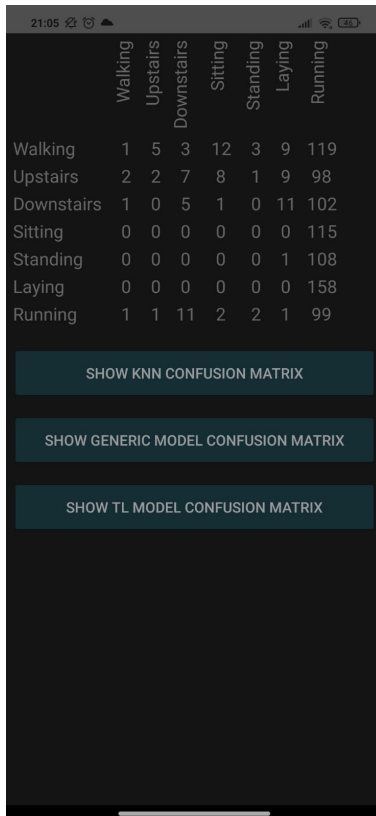 21:05 46
Walking Upstairs Downstairs Sitting Standing Laying Running
Walking 1 5 3 12 3 9 119
Upstairs 2 2 7 8 1 9 98
Downstairs 1 0 5 1 0 11 102
Sitting 0 0 0 0 0 0 115
Standing 0 0 0 0 0 1 108
Laying 0 0 0 0 0 0 158
Running 1 1 11 2 2 1 99
SHOW KNN CONFUSION MATRIX
SHOW GENERIC MODEL CONFUSION MATRIX
SHOW TL MODEL CONFUSION MATRIX